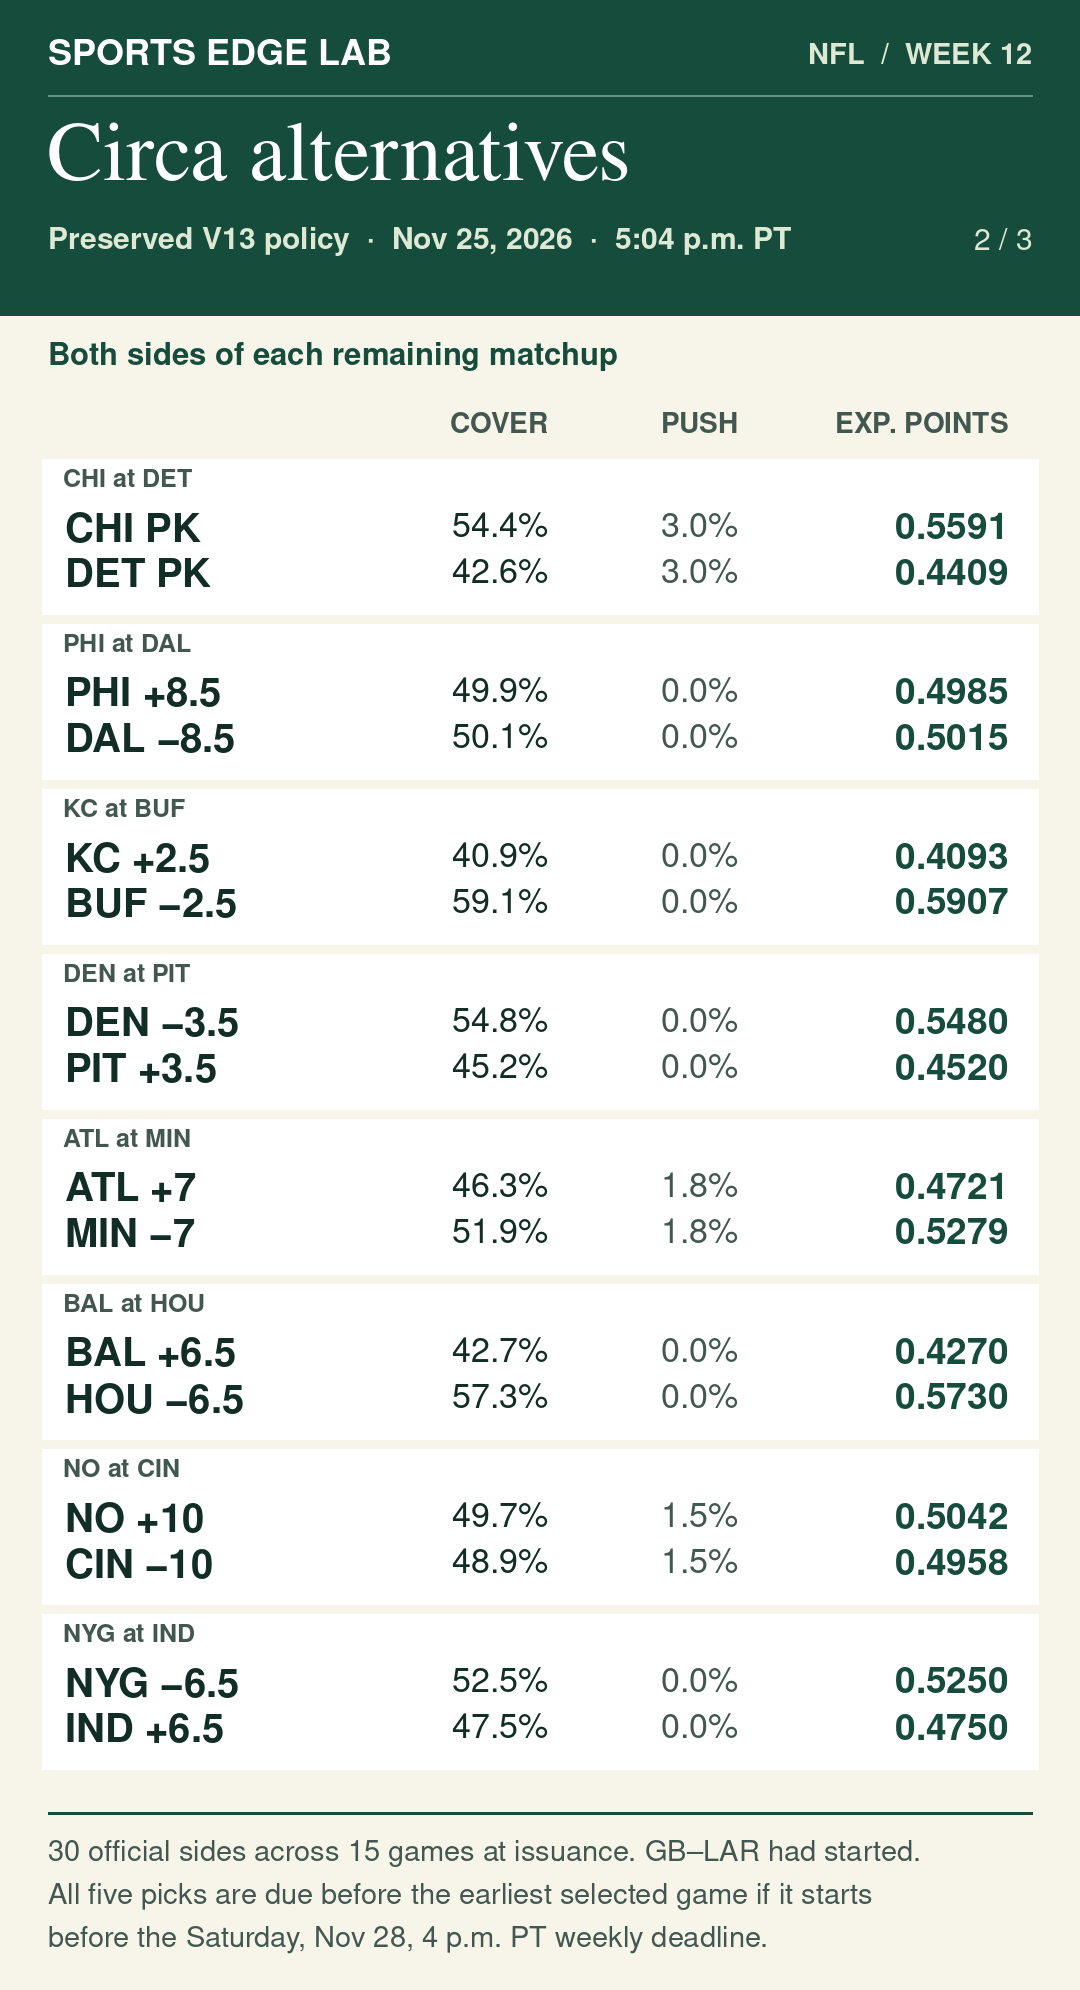 SPORTS EDGE LAB
NFL / WEEK 12
Circa alternatives
Preserved V13 policy · Nov 25, 2026 · 5:04 p.m. PT
2 / 3
Both sides of each remaining matchup
COVER PUSH EXP. POINTS
CHI at DET
CHI PK 54.4% 3.0% 0.5591
DET PK 42.6% 3.0% 0.4409
PHI at DAL
PHI +8.5 49.9% 0.0% 0.4985
DAL −8.5 50.1% 0.0% 0.5015
KC at BUF
KC +2.5 40.9% 0.0% 0.4093
BUF −2.5 59.1% 0.0% 0.5907
DEN at PIT
DEN −3.5 54.8% 0.0% 0.5480
PIT +3.5 45.2% 0.0% 0.4520
ATL at MIN
ATL +7 46.3% 1.8% 0.4721
MIN −7 51.9% 1.8% 0.5279
BAL at HOU
BAL +6.5 42.7% 0.0% 0.4270
HOU −6.5 57.3% 0.0% 0.5730
NO at CIN
NO +10 49.7% 1.5% 0.5042
CIN −10 48.9% 1.5% 0.4958
NYG at IND
NYG −6.5 52.5% 0.0% 0.5250
IND +6.5 47.5% 0.0% 0.4750
30 official sides across 15 games at issuance. GB–LAR had started.
All five picks are due before the earliest selected game if it starts
before the Saturday, Nov 28, 4 p.m. PT weekly deadline.